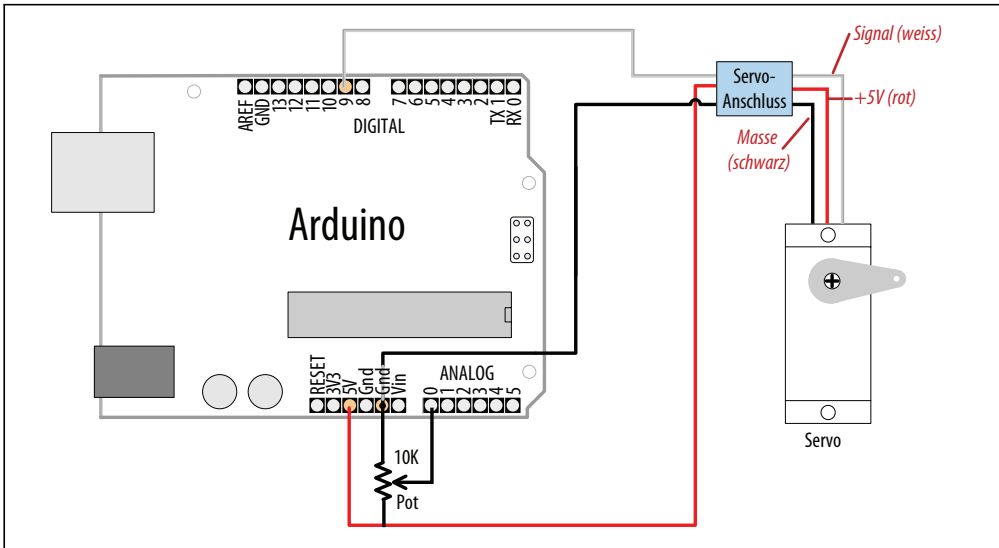 Signal (weiss)
Servo-
Anschluss
+5V (rot)
Masse
(schwarz)
AREF
GND
13
12
11
10
9
8
7
6
5
4
3
2
TX 1
RX 0
DIGITAL
Arduino
RESET
3V3
5V
Gnd
Gnd
Vin
ANALOG
0
1
2
3
4
5
10K
Pot
Servo